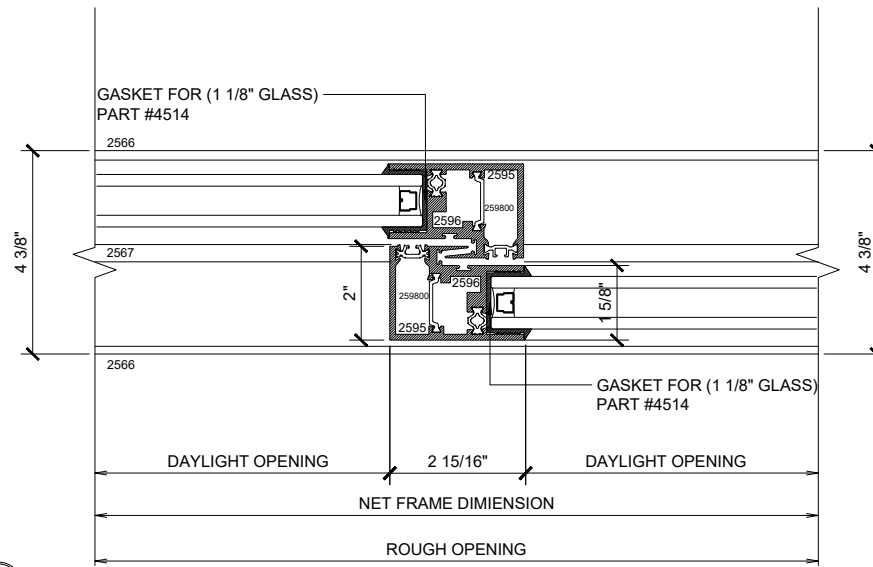 GASKET FOR (1 1/8" GLASS)
PART #4514
2566
2595
259800
2596
4 3/8"
2567
4 3/8"
2"
259800
2596
1 5/8"
2595
2566
GASKET FOR (1 1/8" GLASS)
PART #4514
DAYLIGHT OPENING
2 15/16"
DAYLIGHT OPENING
NET FRAME DIMIENSION
ROUGH OPENING